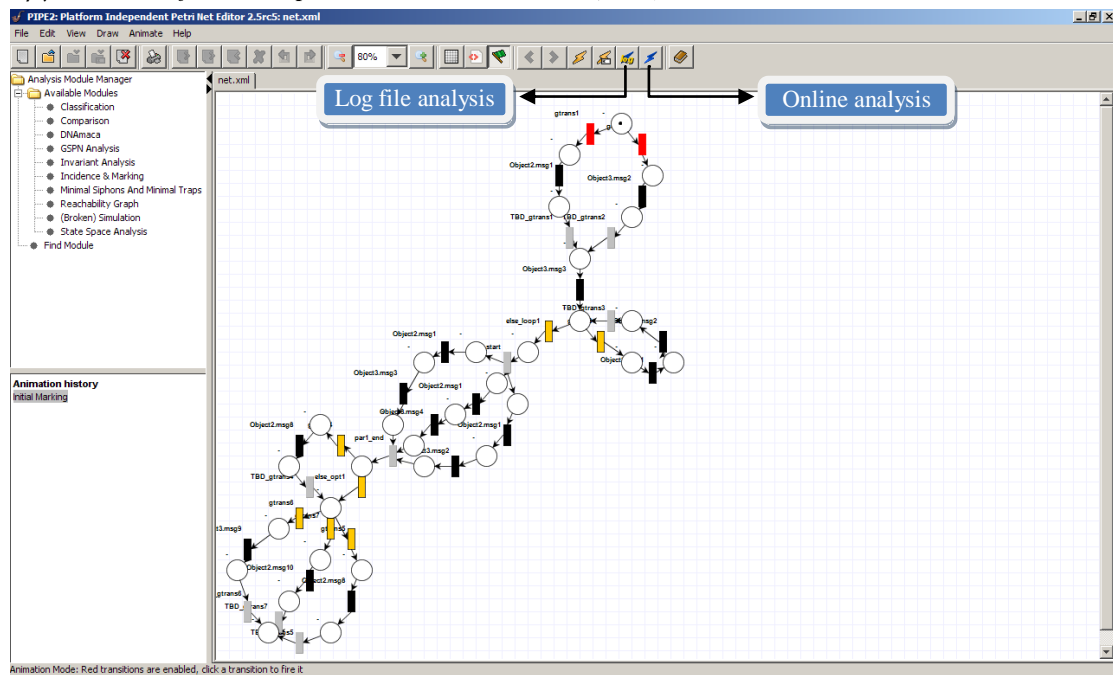 PIPE2: Platform Independent Petri Net Editor 2.5rc5: net.xml
File Edit View Draw Animate Help
80%
Analysis Module Manager
Available Modules
Classification
Comparison
DNAmaca
GSPN Analysis
Invariant Analysis
Incidence & Marking
Minimal Siphons And Minimal Traps
Reachability Graph
(Broken) Simulation
State Space Analysis
Find Module
Animation history
Initial Marking
net.xml
Log file analysis
Online analysis
gtrans1
Object2.msg1
Object3.msg2
TBD_gtrans1
TBD_gtrans2
Object3.msg3
TBD_gtrans3
else_loop1
Object2.msg1
start
Object3.msg3
Object2.msg1
Object2.msg1
Object2.msg8
par1_end
else_opt1
gtrans6
Object2.msg10
Object2.msg8
Animation Mode: Red transitions are enabled, click a transition to fire it